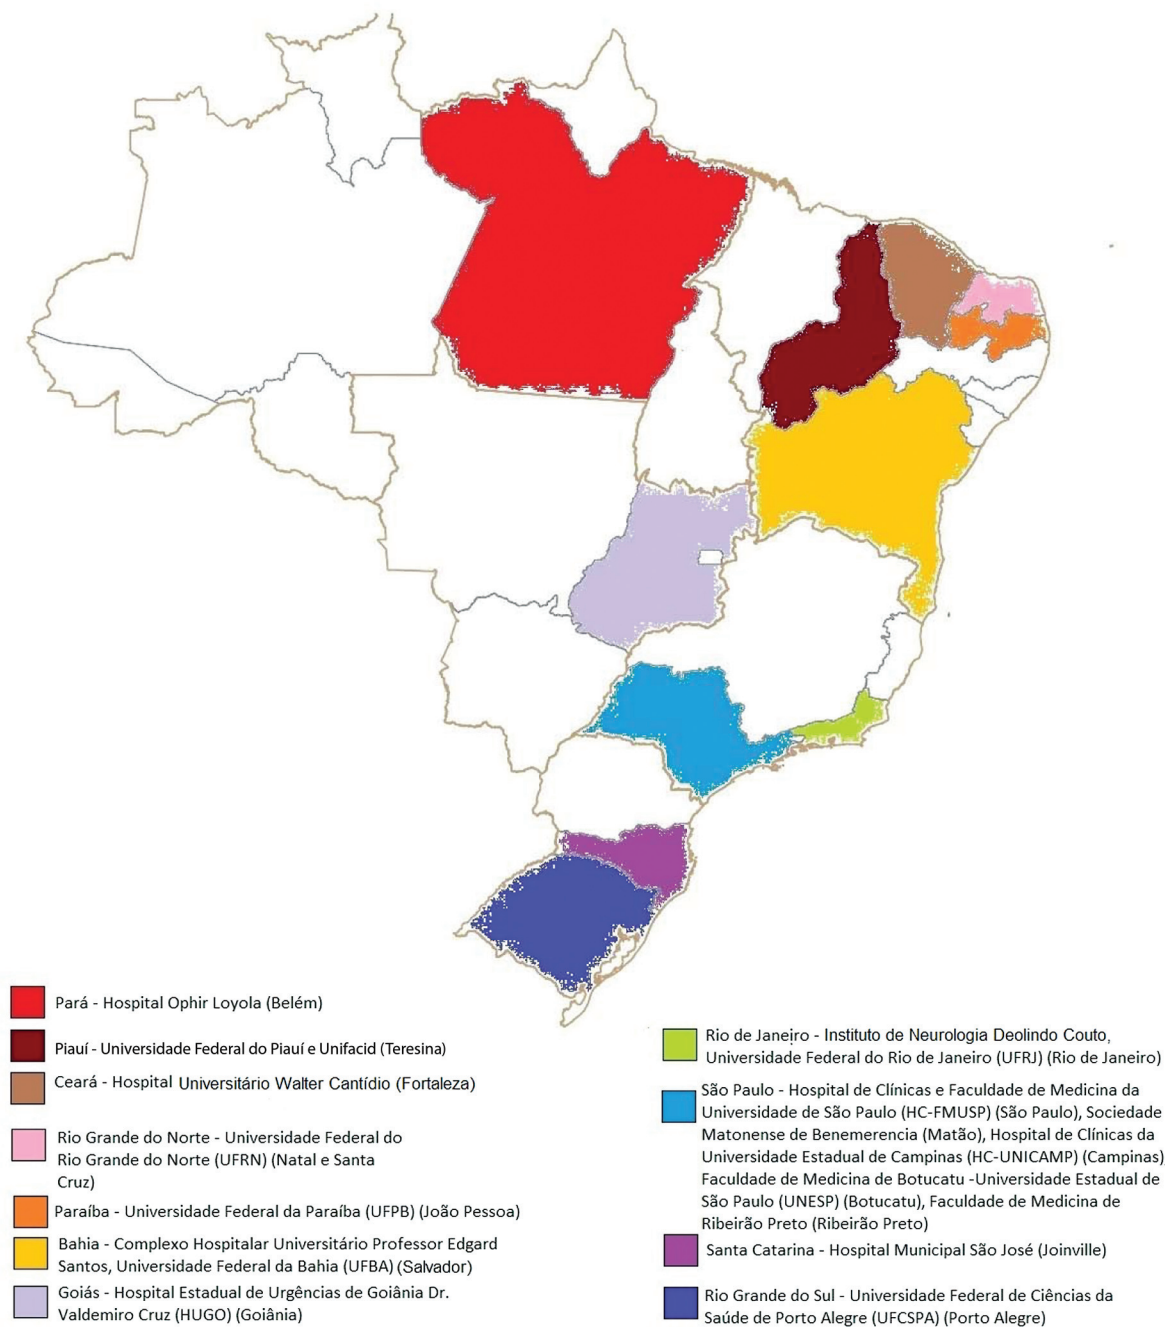 Pará - Hospital Ophir Loyola (Belém)
Piauí - Universidade Federal do Piauí e Unifacid (Teresina)
Ceará - Hospital Universitário Walter Cantídio (Fortaleza)
Rio Grande do Norte - Universidade Federal do
Rio Grande do Norte (UFRN) (Natal e Santa
Cruz)
Paraíba - Universidade Federal da Paraíba (UFPB) (João Pessoa)
Bahia - Complexo Hospitalar Universitário Professor Edgard
Santos, Universidade Federal da Bahia (UFBA) (Salvador)
Goiás - Hospital Estadual de Urgências de Goiânia Dr.
Valdemiro Cruz (HUGO) (Goiânia)
Rio de Janeiro - Instituto de Neurologia Deolindo Couto,
Universidade Federal do Rio de Janeiro (UFRJ) (Rio de Janeiro)
São Paulo - Hospital de Clínicas e Faculdade de Medicina da
Universidade de São Paulo (HC-FMUSP) (São Paulo), Sociedade
Matonense de Benemerencia (Matão), Hospital de Clínicas da
Universidade Estadual de Campinas (HC-UNICAMP) (Campinas)
Faculdade de Medicina de Botucatu -Universidade Estadual de
São Paulo (UNESP) (Botucatu), Faculdade de Medicina de
Ribeirão Preto (Ribeirão Preto)
Santa Catarina - Hospital Municipal São José (Joinville)
Rio Grande do Sul - Universidade Federal de Ciências da
Saúde de Porto Alegre (UFCSPA) (Porto Alegre)